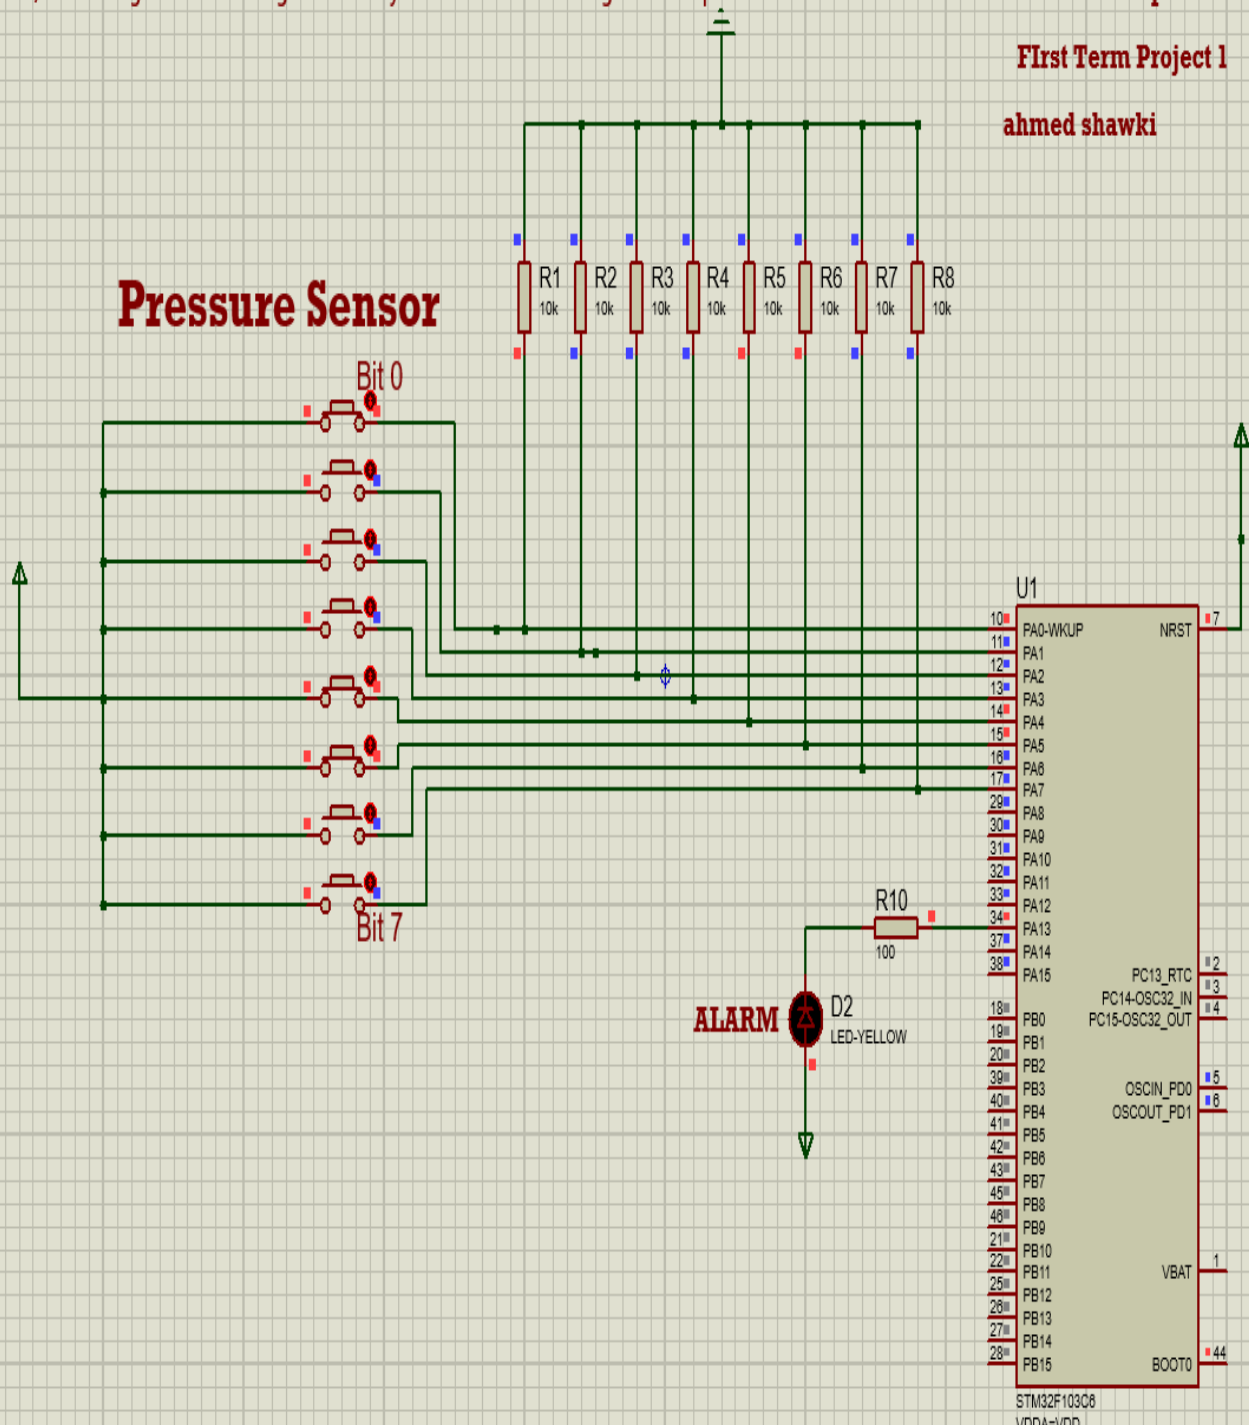 FIrst Term Project 1
ahmed shawki
Pressure Sensor
R1
10k
R2
10k
R3
10k
R4
10k
R5
10k
R6
10k
R7
10k
R8
10k
Bit 0
Bit 7
U1
10 PA0-WKUP
11 PA1
12 PA2
13 PA3
14 PA4
15 PA5
16 PA6
17 PA7
29 PA8
30 PA9
31 PA10
32 PA11
33 PA12
34 PA13
37 PA14
38 PA15
18 PB0
19 PB1
20 PB2
39 PB3
40 PB4
41 PB5
42 PB6
43 PB7
45 PB8
46 PB9
21 PB10
22 PB11
25 PB12
26 PB13
27 PB14
28 PB15
NRST 7
PC13_RTC 2
PC14-OSC32_IN 3
PC15-OSC32_OUT 4
OSCIN_PD0 5
OSCOUT_PD1 6
VBAT 1
BOOT0 44
R10
100
ALARM
D2
LED-YELLOW
STM32F103C6
VDDA=VDD